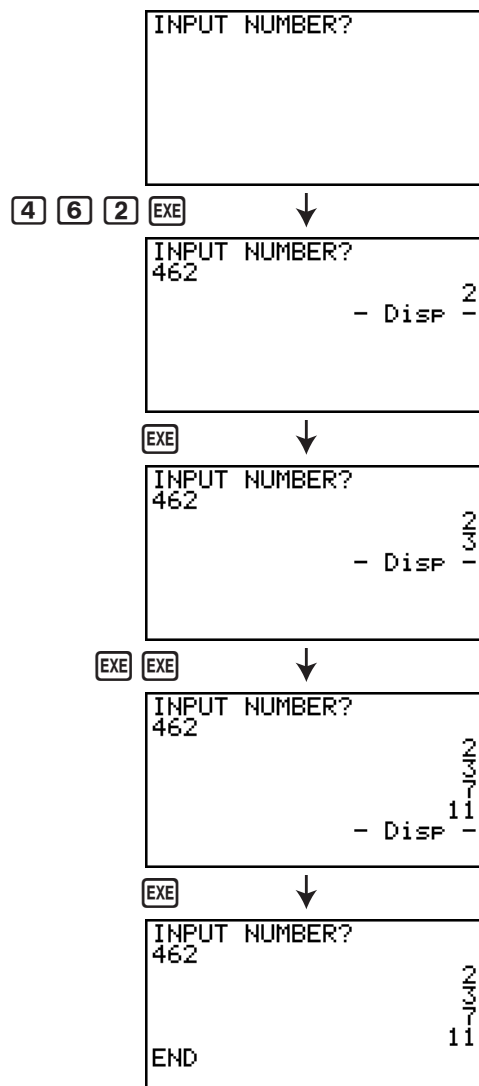 INPUT NUMBER?
4 6 2 EXE
INPUT NUMBER?
462
2
- Disp -
EXE
INPUT NUMBER?
462
2
3
- Disp -
EXE EXE
INPUT NUMBER?
462
2
3
7
11
- Disp -
EXE
INPUT NUMBER?
462
2
3
7
11
END